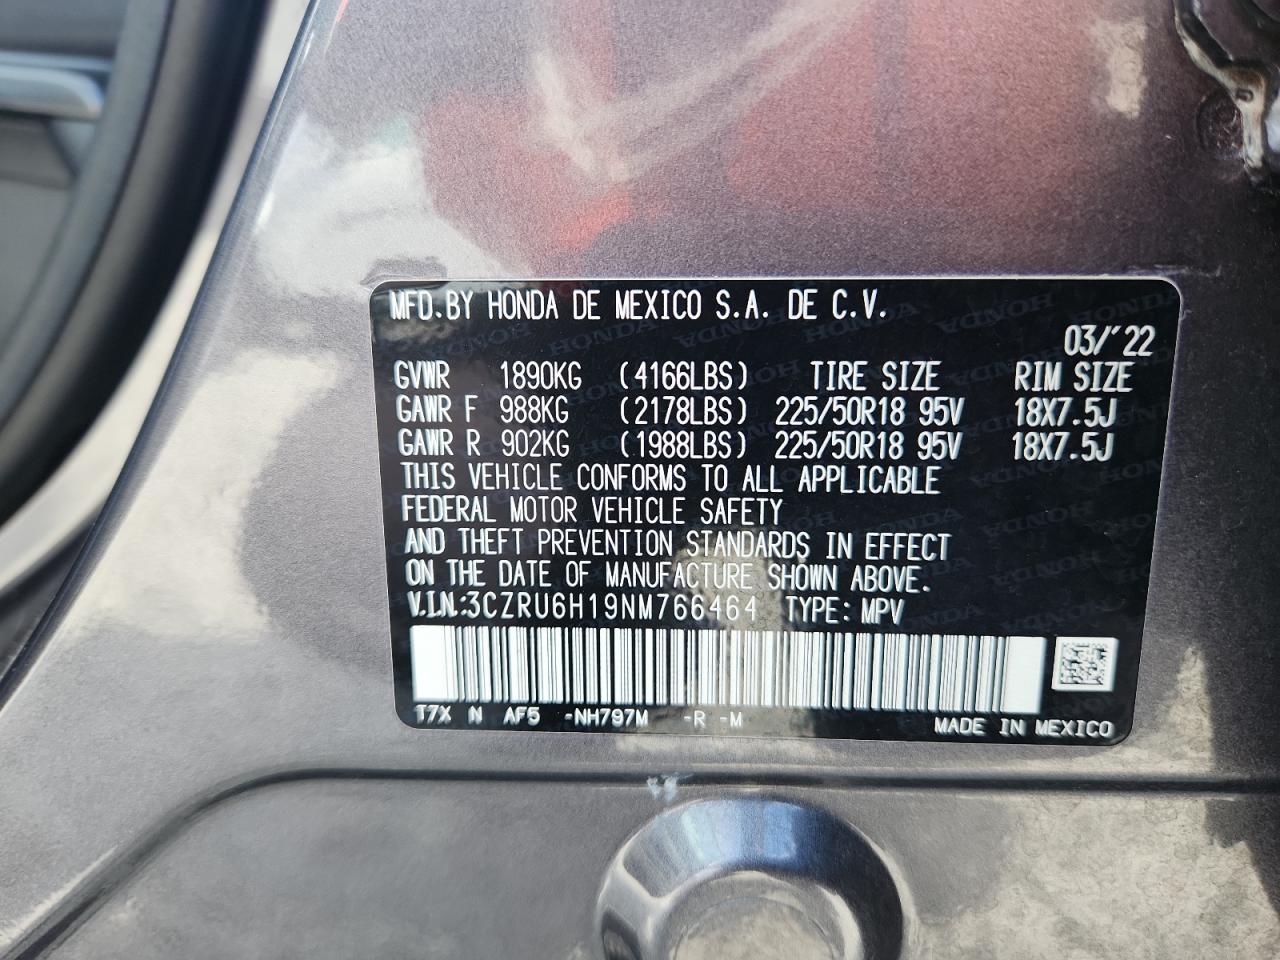 MFD.BY HONDA DE MEXICO S.A. DE C.V.
03/'22
GVWR 1890KG (4166LBS) TIRE SIZE RIM SIZE
GAWR F 988KG (2178LBS) 225/50R18 95V 18X7.5J
GAWR R 902KG (1988LBS) 225/50R18 95V 18X7.5J
THIS VEHICLE CONFORMS TO ALL APPLICABLE
FEDERAL MOTOR VEHICLE SAFETY
AND THEFT PREVENTION STANDARDS IN EFFECT
ON THE DATE OF MANUFACTURE SHOWN ABOVE.
V.I.N.:3CZRU6H19NM766464 TYPE: MPV
T7X N AF5 -NH797M -R -M
MADE IN MEXICO